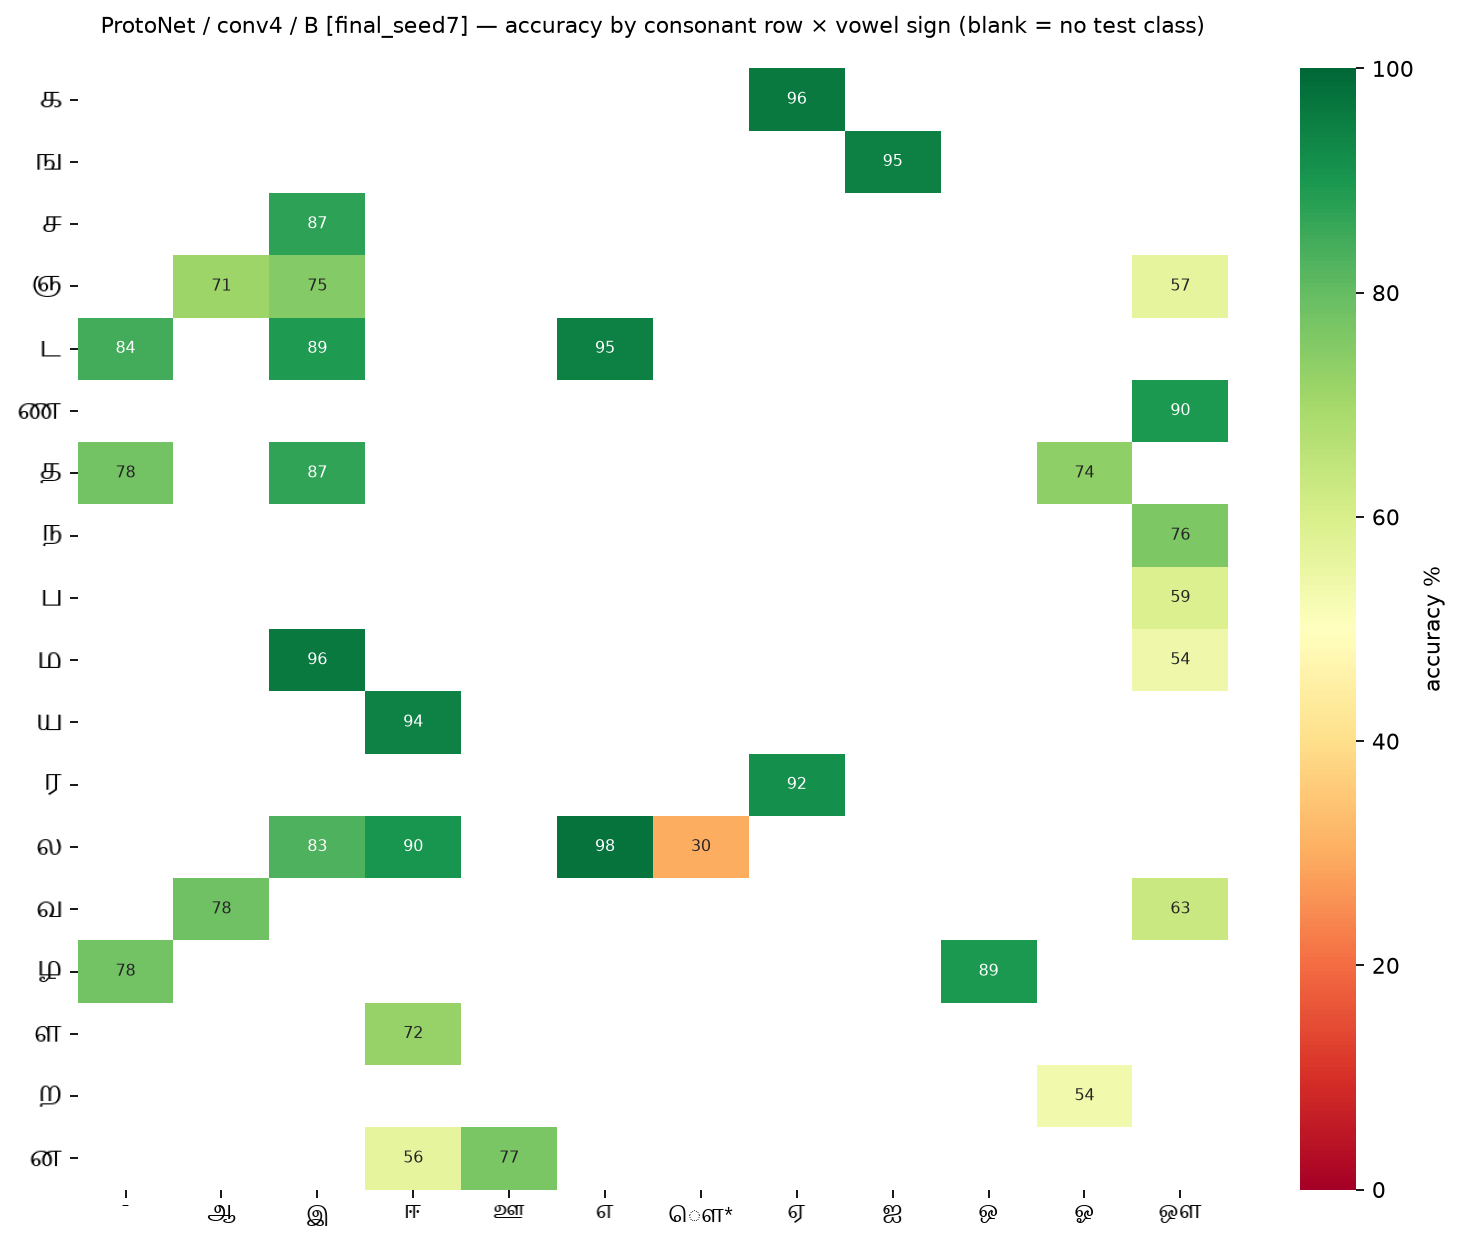 ProtoNet / conv4 / B [final_seed7] — accuracy by consonant row × vowel sign (blank = no test class)
க 96
ங 95
ச 87
ஞ 71 75 57
ட 84 89 95
ண 90
த 78 87 74
ந 76
ப 59
ம 96 54
ய 94
ர 92
ல 83 90 98 30
வ 78 63
ழ 78 89
ள 72
ற 54
ன 56 77
- ஆ இ ஈ ஊ எ ௌ* ஏ ஐ ஒ ஓ ஔ
100
80
60
40
20
0
accuracy %